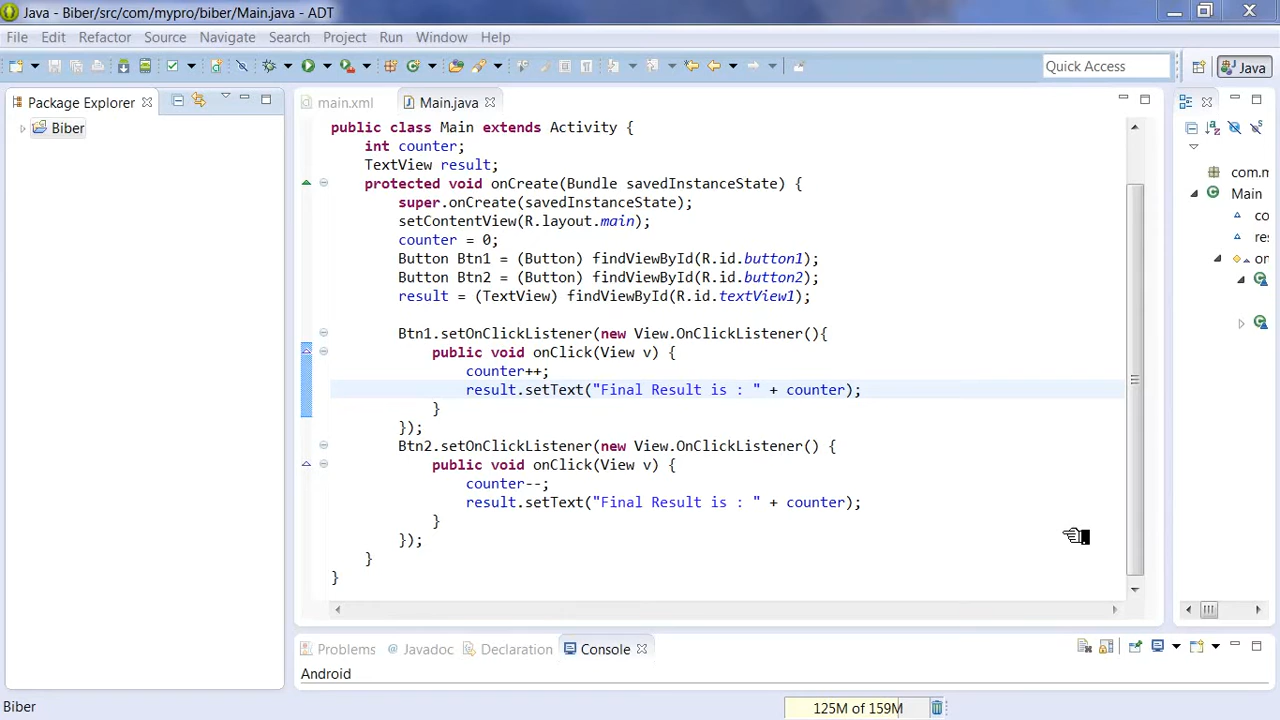 Java - Biber/src/com/mypro/biber/Main.java - ADT
File Edit Refactor Source Navigate Search Project Run Window Help
Quick Access
Java
Package Explorer
main.xml
Main.java
Biber
public class Main extends Activity {
int counter;
TextView result;
protected void onCreate(Bundle savedInstanceState) {
super.onCreate(savedInstanceState);
setContentView(R.layout.main);
counter = 0;
Button Btn1 = (Button) findViewById(R.id.button1);
Button Btn2 = (Button) findViewById(R.id.button2);
result = (TextView) findViewById(R.id.textView1);
Btn1.setOnClickListener(new View.OnClickListener(){
public void onClick(View v) {
counter++;
result.setText("Final Result is : " + counter);
}
});
Btn2.setOnClickListener(new View.OnClickListener() {
public void onClick(View v) {
counter--;
result.setText("Final Result is : " + counter);
}
});
}
}
com.m
Main
co
res
on
Problems @ Javadoc Declaration Console
Android
Biber
125M of 159M